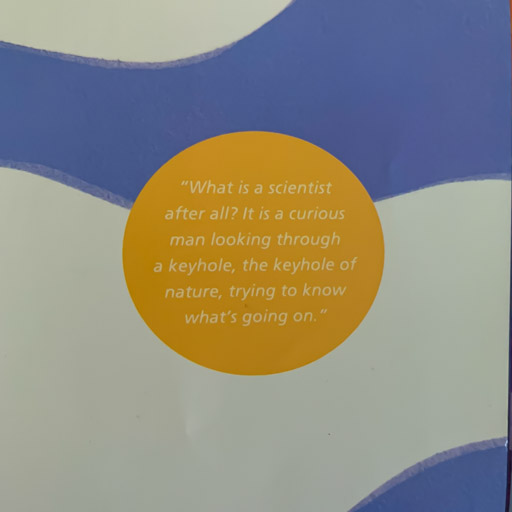 "What is a scientist
after all? It is a curious
man looking through
a keyhole, the keyhole of
nature, trying to know
what's going on."